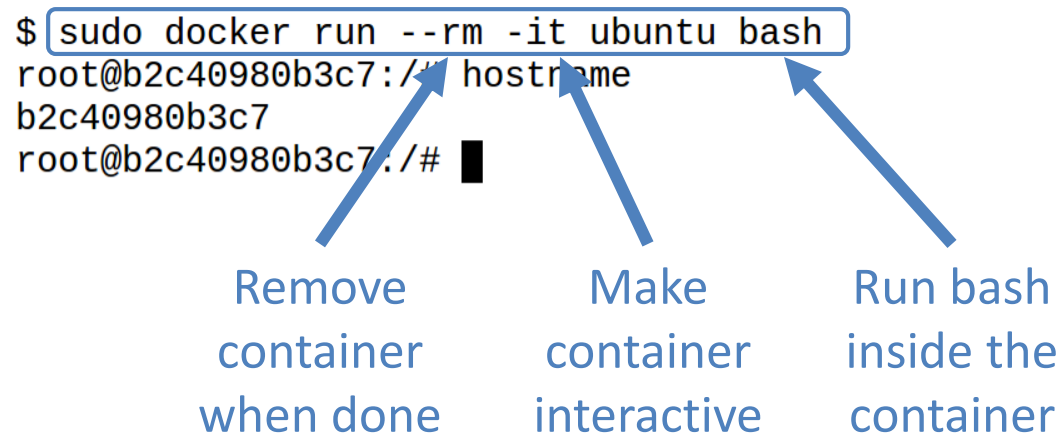 $ sudo docker run --rm -it ubuntu bash
root@b2c40980b3c7:/# hostname
b2c40980b3c7
root@b2c40980b3c7:/#
Remove
container
when done
Make
container
interactive
Run bash
inside the
container